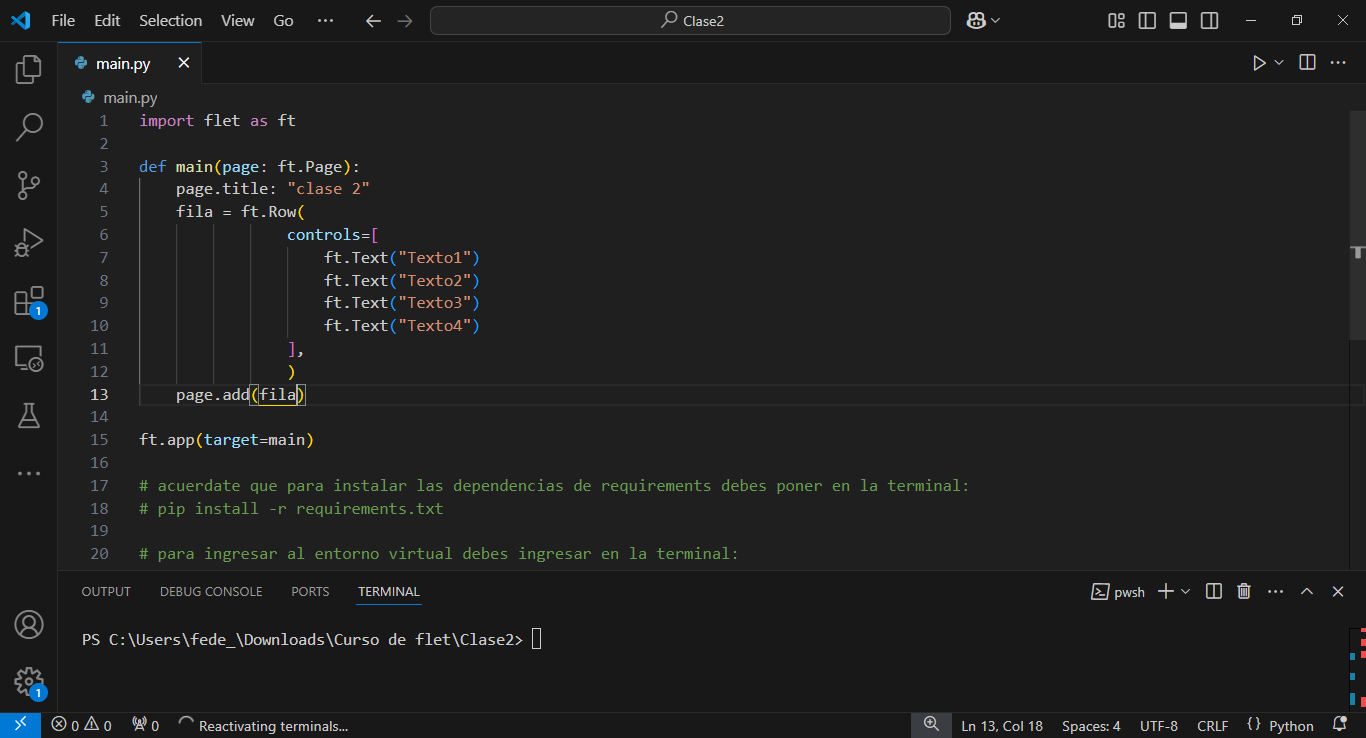 File Edit Selection View Go ··· Clase2
main.py
main.py
1 import flet as ft
2
3 def main(page: ft.Page):
4 page.title: "clase 2"
5 fila = ft.Row(
6 controls=[
7 ft.Text("Texto1")
8 ft.Text("Texto2")
9 ft.Text("Texto3")
10 ft.Text("Texto4")
11 ],
12 )
13 page.add(fila)
14
15 ft.app(target=main)
16
17 # acuerdate que para instalar las dependencias de requirements debes poner en la terminal:
18 # pip install -r requirements.txt
19
20 # para ingresar al entorno virtual debes ingresar en la terminal:
1
OUTPUT DEBUG CONSOLE PORTS TERMINAL pwsh
PS C:\Users\fede_\Downloads\Curso de flet\Clase2>
1
0 0 0 Reactivating terminals... Ln 13, Col 18 Spaces: 4 UTF-8 CRLF {} Python